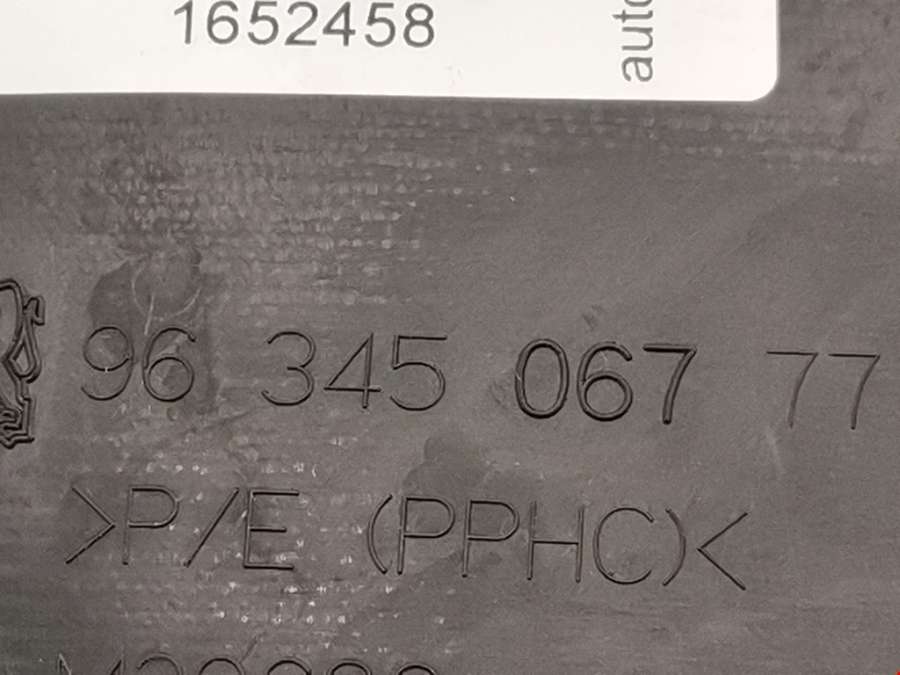 1652458
auto
96 345 067 77
>P/E (PPHC)<